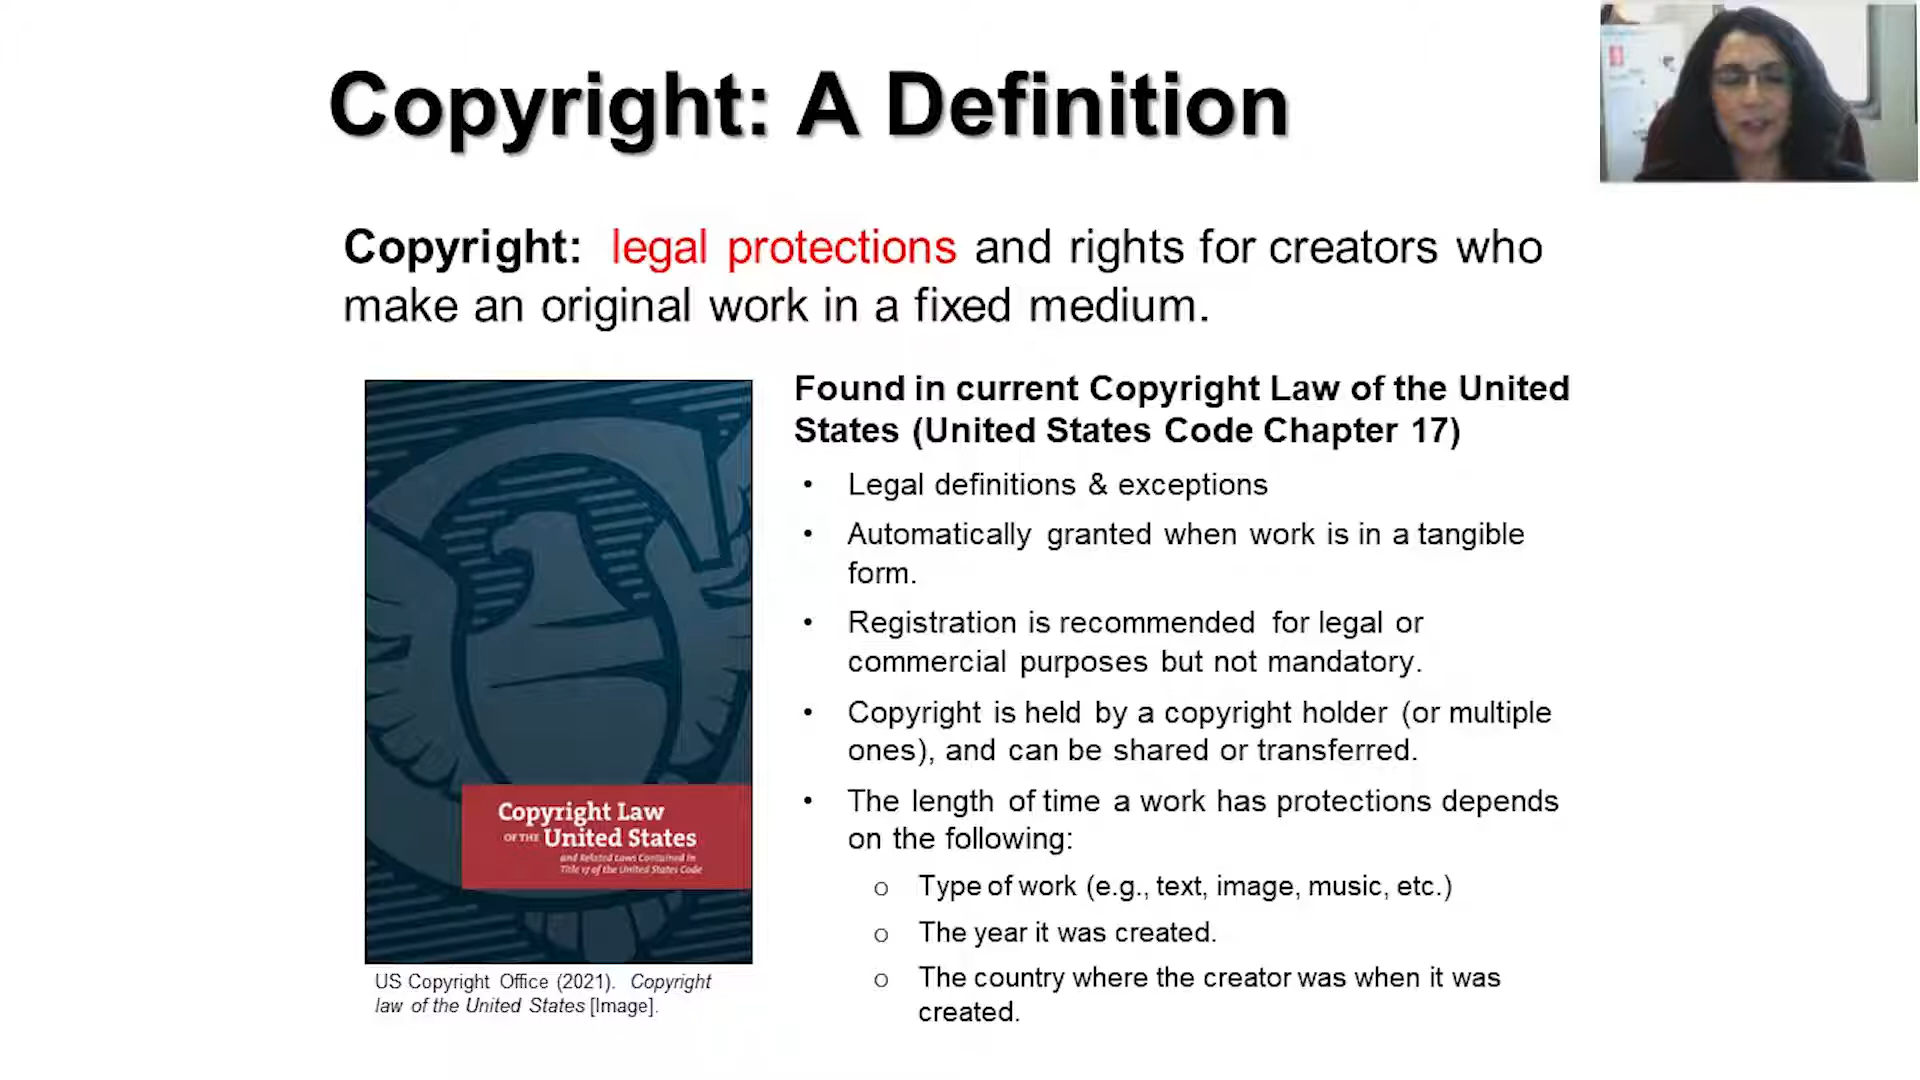 Copyright: A Definition
Copyright: legal protections and rights for creators who
make an original work in a fixed medium.
Found in current Copyright Law of the United
States (United States Code Chapter 17)
• Legal definitions & exceptions
• Automatically granted when work is in a tangible
form.
• Registration is recommended for legal or
commercial purposes but not mandatory.
• Copyright is held by a copyright holder (or multiple
ones), and can be shared or transferred.
• The length of time a work has protections depends
on the following:
o Type of work (e.g., text, image, music, etc.)
o The year it was created.
o The country where the creator was when it was
created.
Copyright Law
OF THE United States
and Related Laws Contained in
Title 17 of the United States Code
US Copyright Office (2021). Copyright
law of the United States [Image].